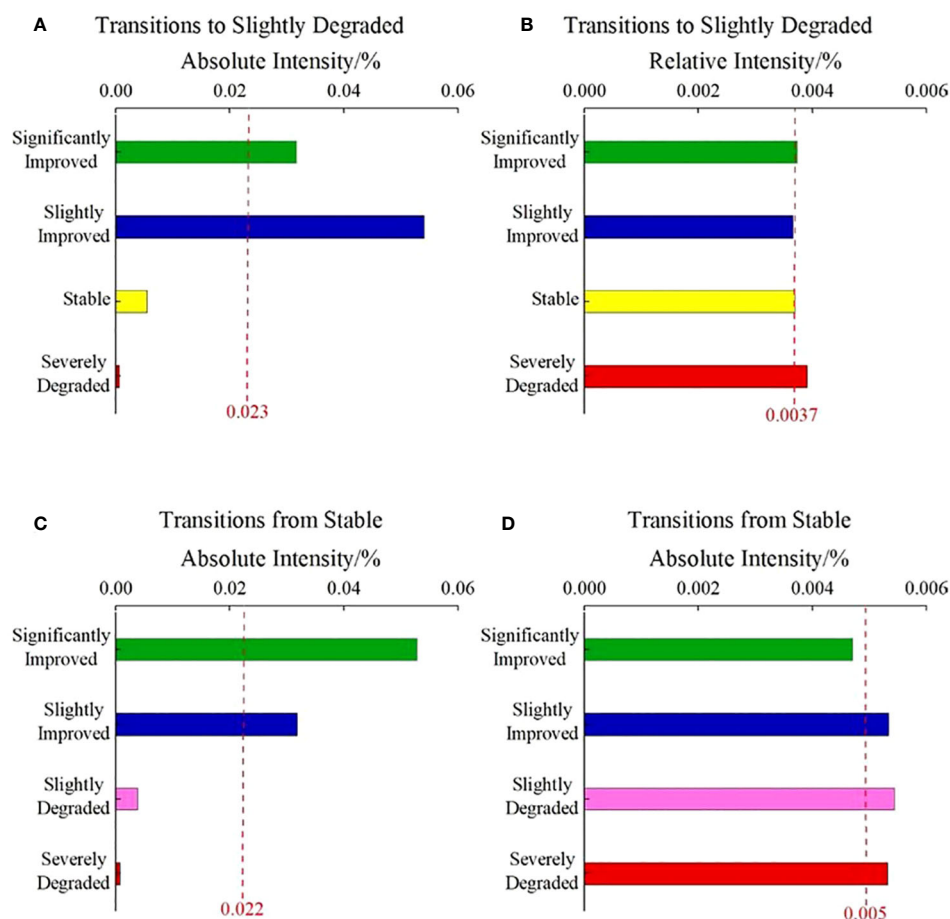 A
Transitions to Slightly Degraded
Absolute Intensity/%
0.00
0.02
0.04
0.06
Significantly
Improved
Slightly
Improved
Stable
Severely
Degraded
0.023
B
Transitions to Slightly Degraded
Relative Intensity/%
0.000
0.002
0.004
0.006
Significantly
Improved
Slightly
Improved
Stable
Severely
Degraded
0.0037
C
Transitions from Stable
Absolute Intensity/%
0.00
0.02
0.04
0.06
Significantly
Improved
Slightly
Improved
Slightly
Degraded
Severely
Degraded
0.022
D
Transitions from Stable
Absolute Intensity/%
0.000
0.002
0.004
0.006
Significantly
Improved
Slightly
Improved
Slightly
Degraded
Severely
Degraded
0.005